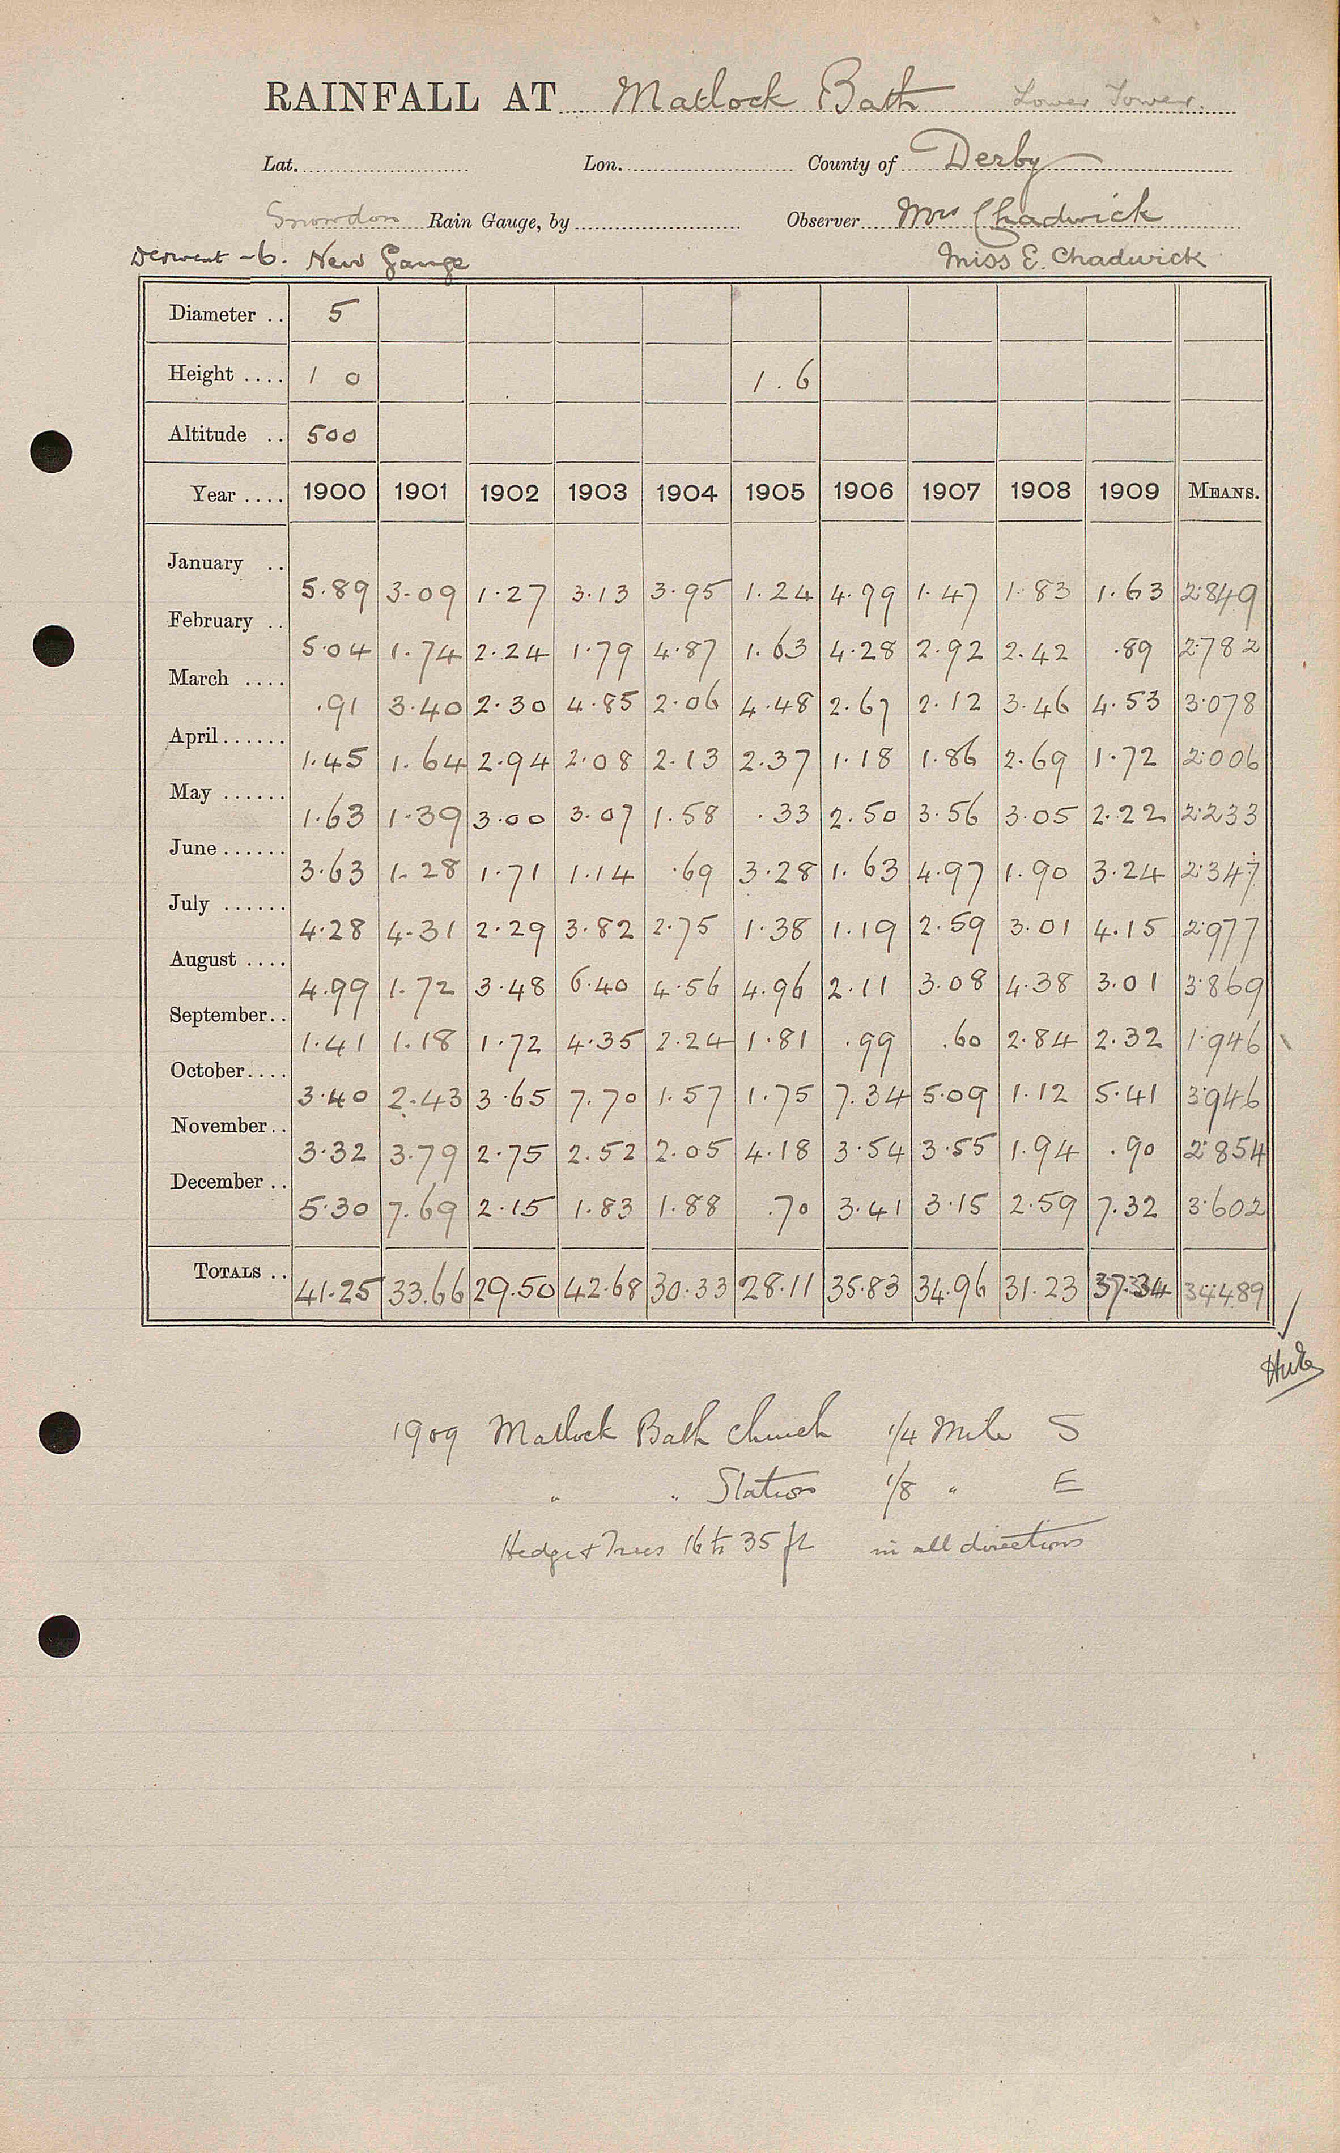 RAINFALL AT Matlock Bath Lower Tower.
Lat. Lon. County of Derby
Snowdon Rain Gauge, by Observer Mrs Chadwick
Derwent - 6. New Gauge Miss E. Chadwick
Diameter .. 5
Height .... 1 0 1.6
Altitude .. 500
Year .... 1900 1901 1902 1903 1904 1905 1906 1907 1908 1909 MEANS.
January .. 5.89 3.09 1.27 3.13 3.95 1.24 4.99 1.47 1.83 1.63 2.849
February .. 5.04 1.74 2.24 1.79 4.87 1.63 4.28 2.92 2.42 .89 2.782
March .... .91 3.40 2.30 4.85 2.06 4.48 2.67 2.12 3.46 4.53 3.078
April...... 1.45 1.64 2.94 2.08 2.13 2.37 1.18 1.86 2.69 1.72 2.006
May ...... 1.63 1.39 3.00 3.07 1.58 .33 2.50 3.56 3.05 2.22 2.233
June ...... 3.63 1.28 1.71 1.14 .69 3.28 1.63 4.97 1.90 3.24 2.347
July ...... 4.28 4.31 2.29 3.82 2.75 1.38 1.19 2.59 3.01 4.15 2.977
August .... 4.99 1.72 3.48 6.40 4.56 4.96 2.11 3.08 4.38 3.01 3.869
September.. 1.41 1.18 1.72 4.35 2.24 1.81 .99 .60 2.84 2.32 1.946
October.... 3.40 2.43 3.65 7.70 1.57 1.75 7.34 5.09 1.12 5.41 3.946
November.. 3.32 3.79 2.75 2.52 2.05 4.18 3.54 3.55 1.94 .90 2.854
December .. 5.30 7.69 2.15 1.83 1.88 .70 3.41 3.15 2.59 7.32 3.602
TOTALS .. 41.25 33.66 29.50 42.68 30.33 28.11 35.83 34.96 31.23 37.34 34.489
1909 Matlock Bath Church 1/4 Mile S
" " Station 1/8 " E
Hedge & Trees 16 to 35 ft in all directions